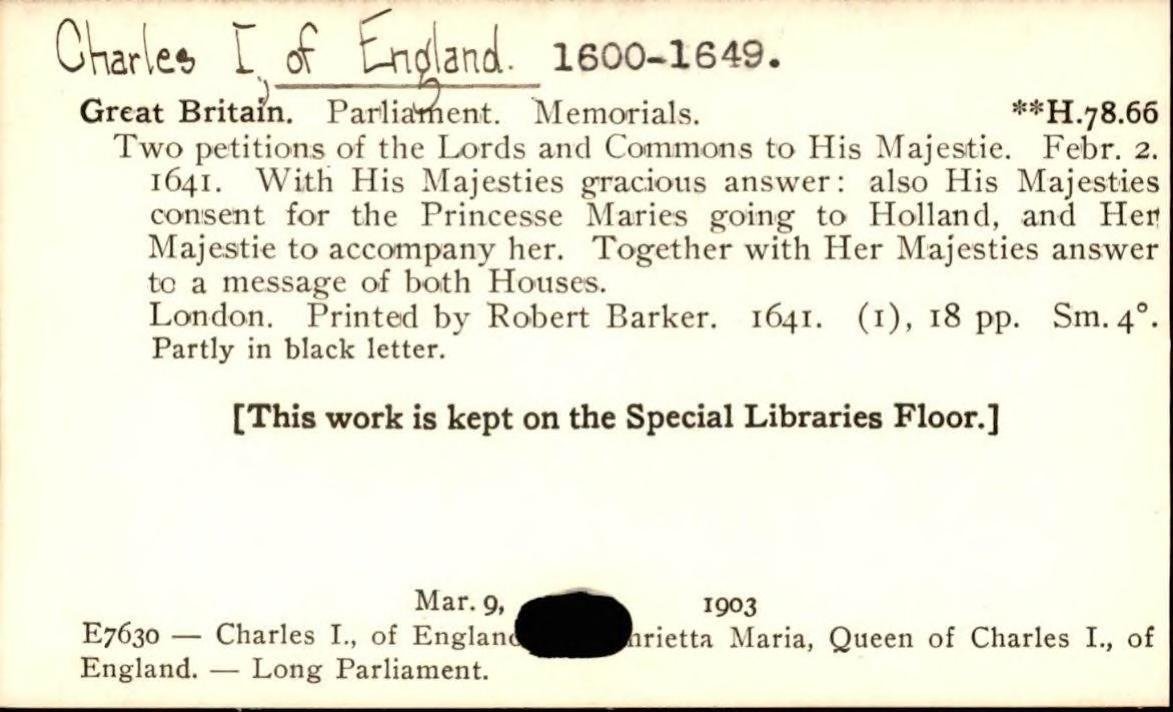 Charles I, of England. 1600-1649.
Great Britain. Parliament. Memorials. **H.78.66
Two petitions of the Lords and Commons to His Majestie. Febr. 2.
1641. With His Majesties gracious answer: also His Majesties
consent for the Princesse Maries going to Holland, and Her
Majestie to accompany her. Together with Her Majesties answer
to a message of both Houses.
London. Printed by Robert Barker. 1641. (1), 18 pp. Sm. 4°.
Partly in black letter.
[This work is kept on the Special Libraries Floor.]
Mar. 9, 1903
E7630 — Charles I., of Englan nrietta Maria, Queen of Charles I., of
England. — Long Parliament.